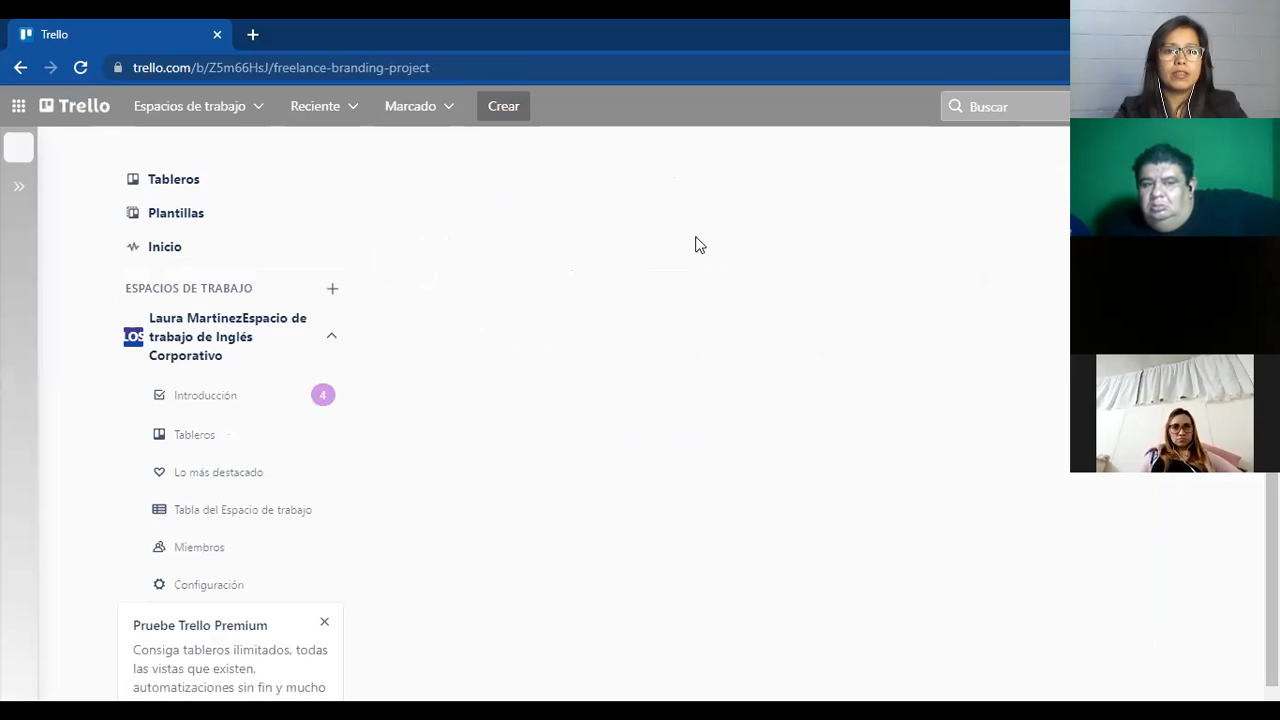 Trello
trello.com/b/Z5m66HsJ/freelance-branding-project
Trello Espacios de trabajo Reciente Marcado Crear Buscar
Tableros
Plantillas
Inicio
ESPACIOS DE TRABAJO
Laura MartinezEspacio de
LOS trabajo de Inglés
Corporativo
Introducción 4
Tableros
Lo más destacado
Tabla del Espacio de trabajo
Miembros
Configuración
Pruebe Trello Premium
Consiga tableros ilimitados, todas
las vistas que existen,
automatizaciones sin fin y mucho